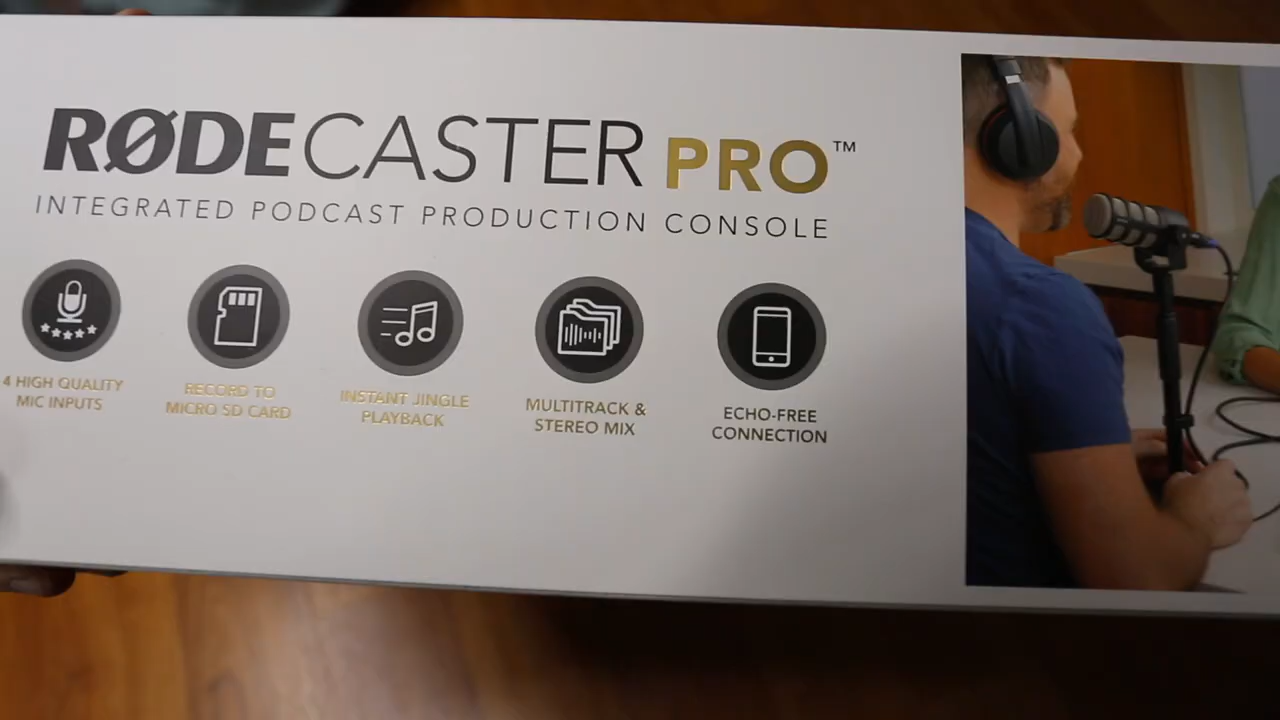 RØDECASTER PRO™
INTEGRATED PODCAST PRODUCTION CONSOLE
4 HIGH QUALITY
MIC INPUTS
RECORD TO
MICRO SD CARD
INSTANT JINGLE
PLAYBACK
MULTITRACK &
STEREO MIX
ECHO-FREE
CONNECTION